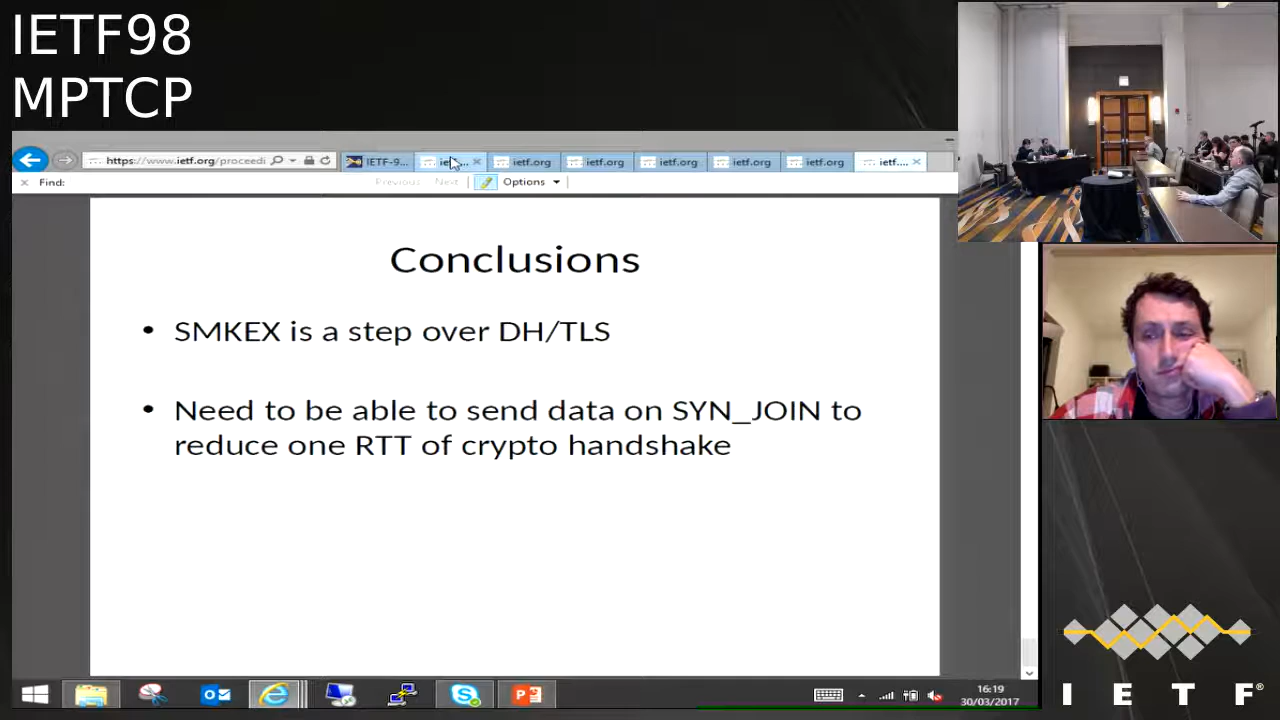 IETF98
MPTCP
https://www.ietf.org/proceedi
IETF-9...
ietf.org
ietf.org
ietf.org
ietf.org
ietf.org
ietf....
Find:
Previous
Next
Options
Conclusions
• SMKEX is a step over DH/TLS
• Need to be able to send data on SYN_JOIN to
reduce one RTT of crypto handshake
16:19
30/03/2017
I E T F®